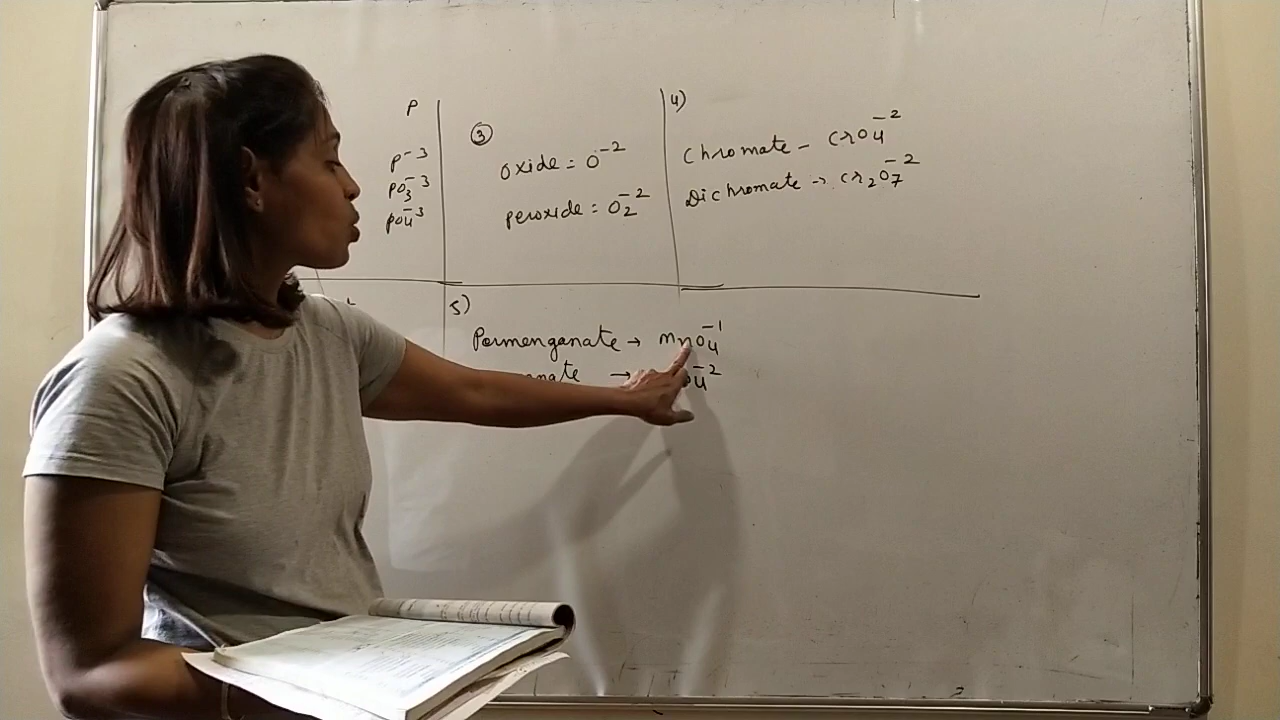 P
P⁻³
PO₃⁻³
PO₄⁻³
③
Oxide = O⁻²
peroxide = O₂⁻²
4)
Chromate - CrO₄⁻²
Dichromate → Cr₂O₇⁻²
5)
Permenganate → MnO₄⁻¹
→ O₄⁻²